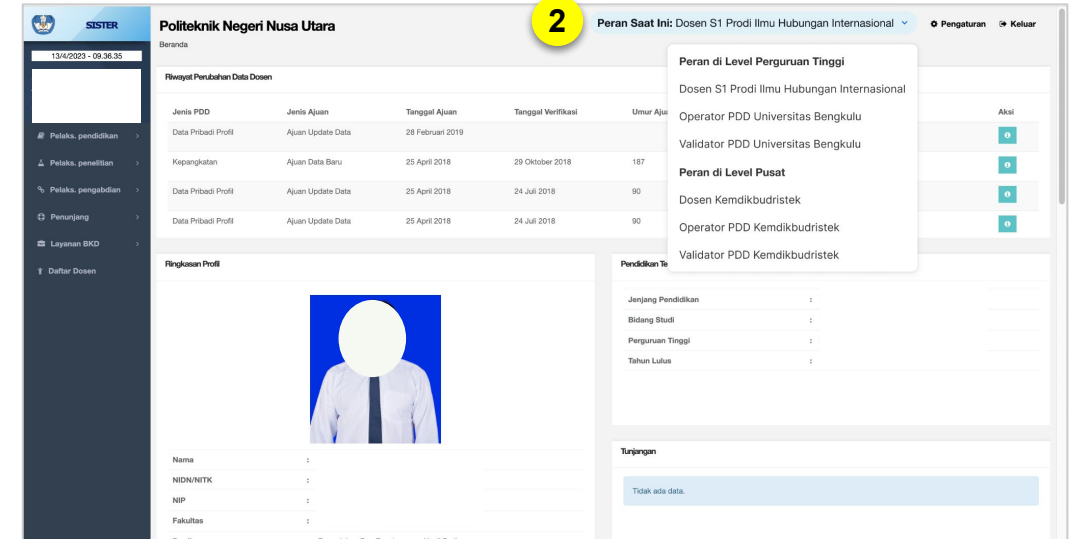 SISTER
Politeknik Negeri Nusa Utara
2
Peran Saat Ini: Dosen S1 Prodi Ilmu Hubungan Internasional
Pengaturan
Keluar
Beranda
13/4/2023 - 09.36.35
Pelaks. pendidikan
Pelaks. penelitian
Pelaks. pengabdian
Penunjang
Layanan BKD
Daftar Dosen
Peran di Level Perguruan Tinggi
Dosen S1 Prodi Ilmu Hubungan Internasional
Operator PDD Universitas Bengkulu
Validator PDD Universitas Bengkulu
Peran di Level Pusat
Dosen Kemdikbudristek
Operator PDD Kemdikbudristek
Validator PDD Kemdikbudristek
Riwayat Perubahan Data Dosen
Jenis PDD Jenis Ajuan Tanggal Ajuan Tanggal Verifikasi Umur Aju Aksi
Data Pribadi Profil Ajuan Update Data 28 Februari 2019
Kepangkatan Ajuan Data Baru 25 April 2018 29 Oktober 2018 187
Data Pribadi Profil Ajuan Update Data 25 April 2018 24 Juli 2018 90
Data Pribadi Profil Ajuan Update Data 25 April 2018 24 Juli 2018 90
Ringkasan Profil
Nama :
NIDN/NITK :
NIP :
Fakultas :
Pendidikan Te
Jenjang Pendidikan :
Bidang Studi :
Perguruan Tinggi :
Tahun Lulus :
Tunjangan
Tidak ada data.